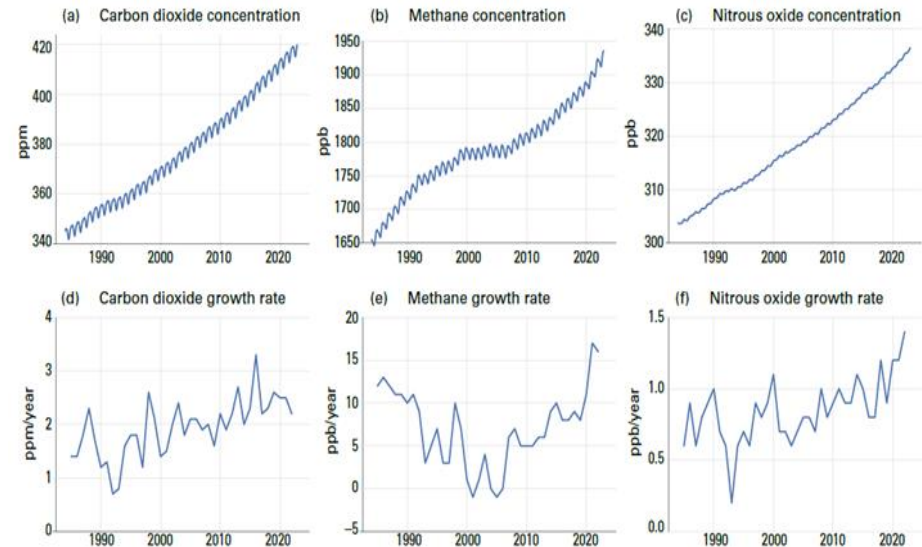 (a) Carbon dioxide concentration
ppm
420
400
380
360
340
1990 2000 2010 2020
(b) Methane concentration
ppb
1950
1900
1850
1800
1750
1700
1650
1990 2000 2010 2020
(c) Nitrous oxide concentration
ppb
340
330
320
310
300
1990 2000 2010 2020
(d) Carbon dioxide growth rate
ppm/year
4
3
2
1
0
1990 2000 2010 2020
(e) Methane growth rate
ppb/year
20
15
10
5
0
−5
1990 2000 2010 2020
(f) Nitrous oxide growth rate
ppb/year
1.5
1.0
0.5
0.0
1990 2000 2010 2020